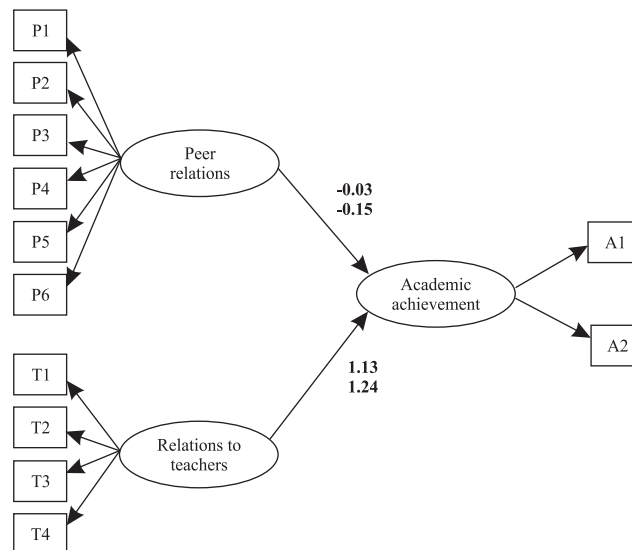 P1
P2
P3
P4
P5
P6
Peer
relations
-0.03
-0.15
Academic
achievement
A1
A2
1.13
1.24
T1
T2
T3
T4
Relations to
teachers